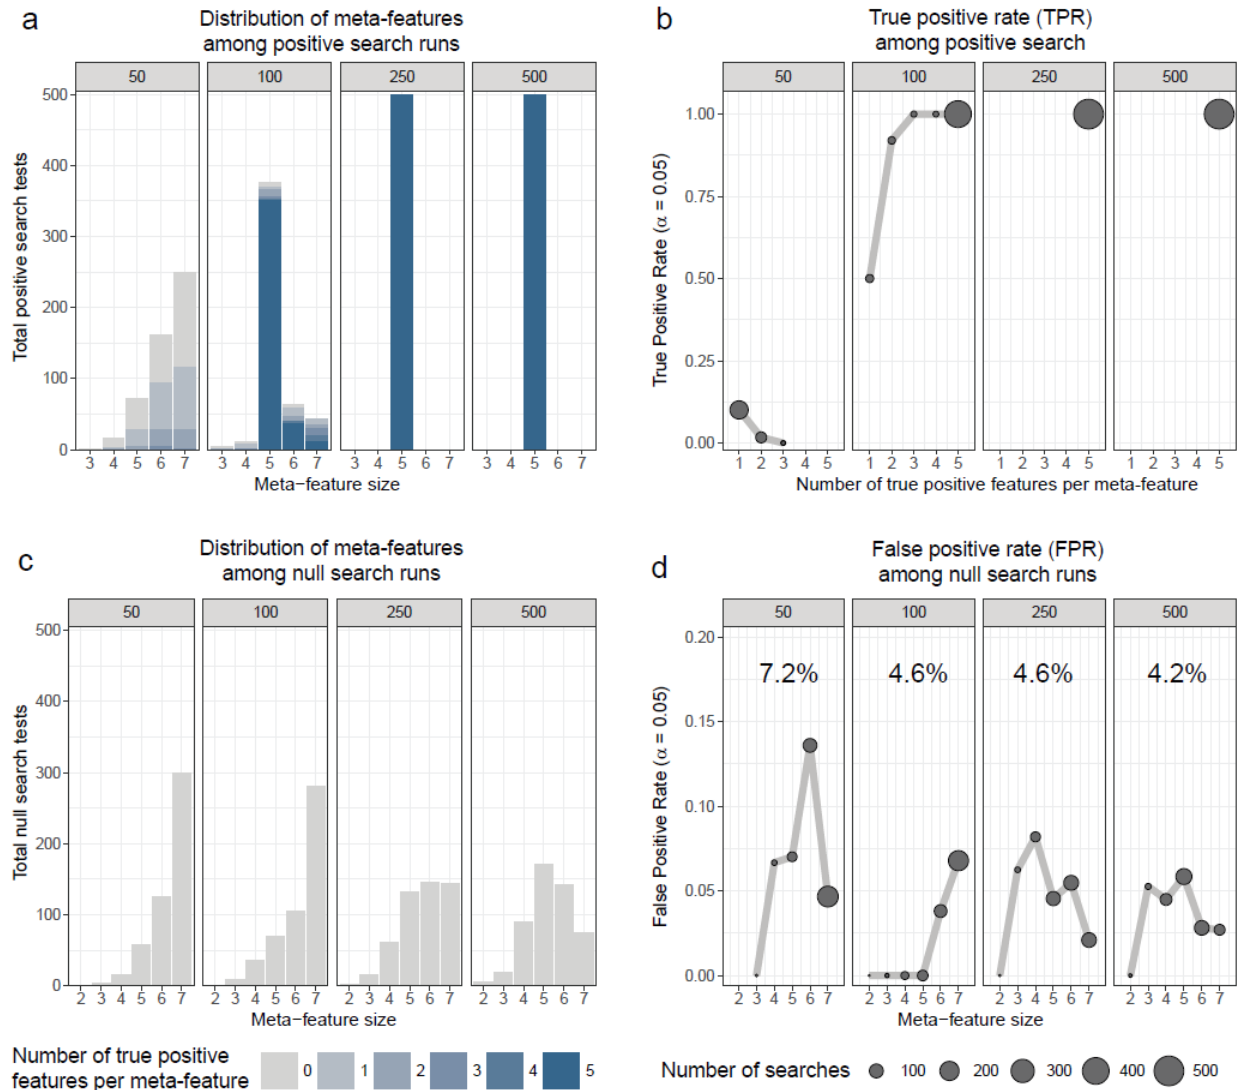 a
Distribution of meta-features
among positive search runs
50 100 250 500
Total positive search tests
500
400
300
200
100
0
3 4 5 6 7 3 4 5 6 7 3 4 5 6 7 3 4 5 6 7
Meta-feature size
b
True positive rate (TPR)
among positive search
50 100 250 500
True Positive Rate (α = 0.05)
1.00
0.75
0.50
0.25
0.00
1 2 3 4 5 1 2 3 4 5 1 2 3 4 5 1 2 3 4 5
Number of true positive features per meta-feature
c
Distribution of meta-features
among null search runs
50 100 250 500
Total null search tests
500
400
300
200
100
0
2 3 4 5 6 7 2 3 4 5 6 7 2 3 4 5 6 7 2 3 4 5 6 7
Meta-feature size
d
False positive rate (FPR)
among null search runs
50 100 250 500
False Positive Rate (α = 0.05)
0.20
0.15
0.10
0.05
0.00
7.2% 4.6% 4.6% 4.2%
2 3 4 5 6 7 2 3 4 5 6 7 2 3 4 5 6 7 2 3 4 5 6 7
Meta-feature size
Number of true positive
features per meta-feature
0 1 2 3 4 5
Number of searches 100 200 300 400 500